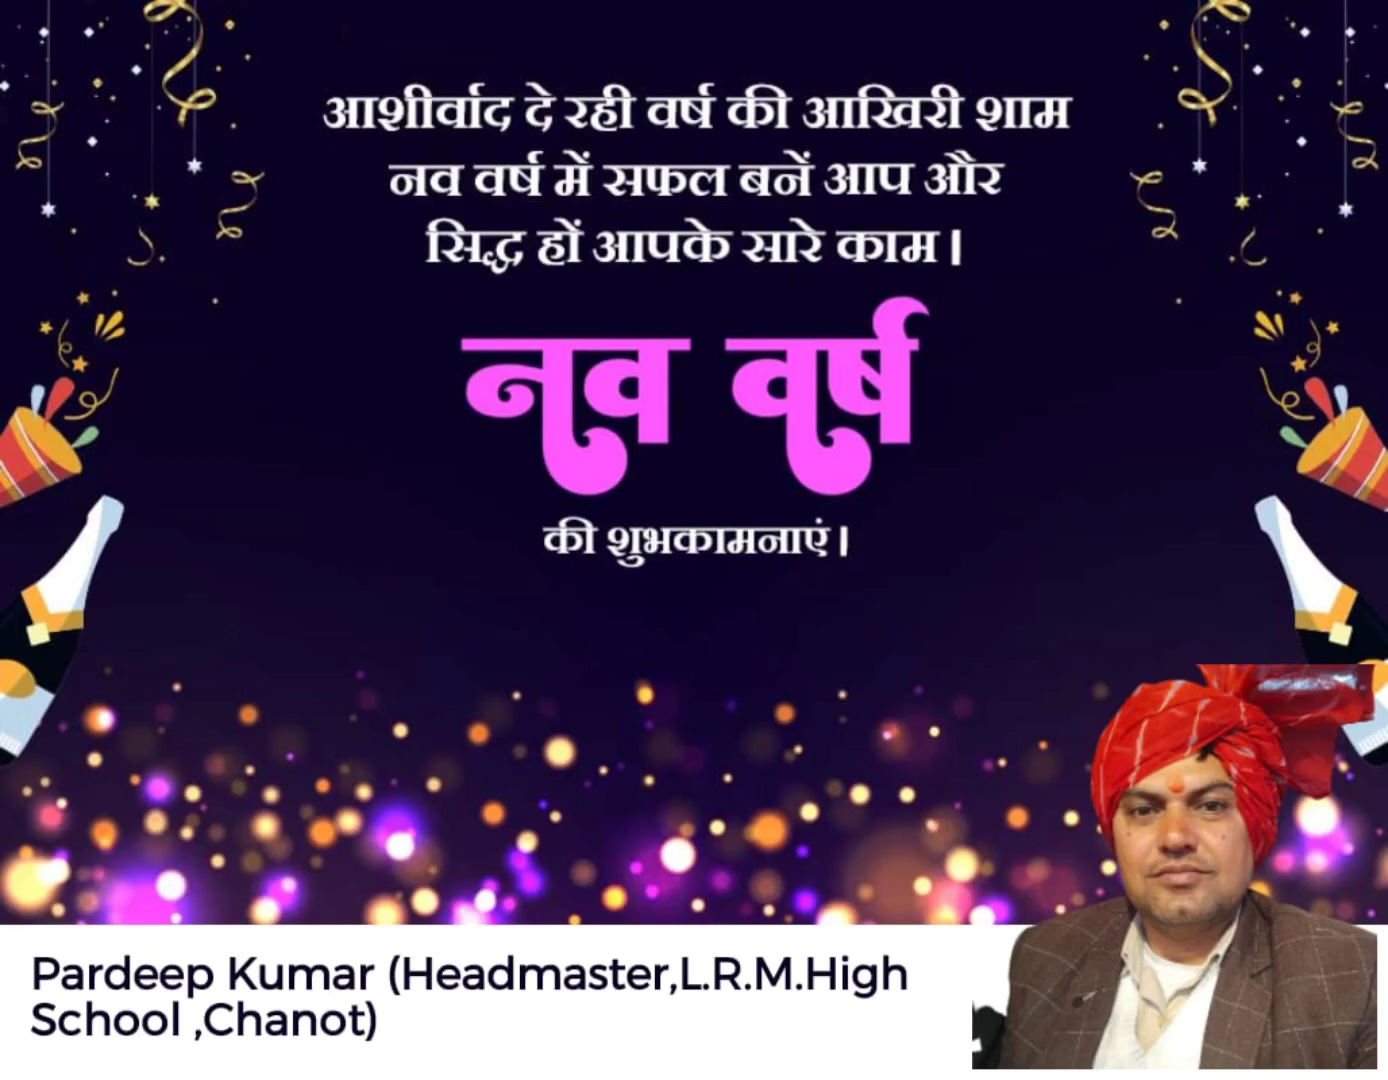 आशीर्वाद दे रही वर्ष की आखिरी शाम
नव वर्ष में सफल बनें आप और
सिद्ध हों आपके सारे काम।
नव वर्ष
की शुभकामनाएं।
Pardeep Kumar (Headmaster,L.R.M.High
School ,Chanot)